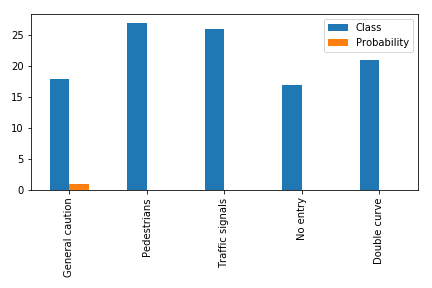 Class
Probability
25
20
15
10
5
0
General caution
Pedestrians
Traffic signals
No entry
Double curve